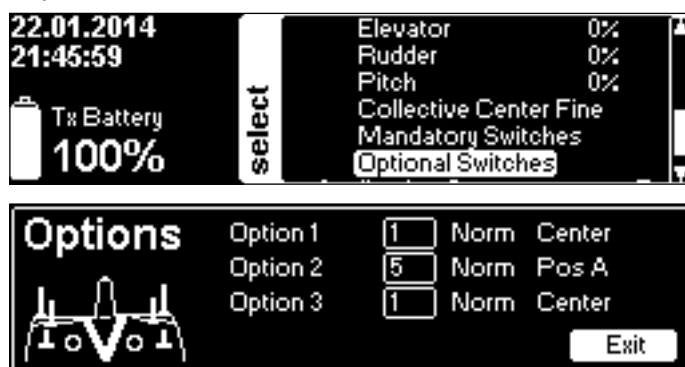 22.01.2014
21:45:59
Tx Battery
100%
select
Elevator 0%
Rudder 0%
Pitch 0%
Collective Center Fine
Mandatory Switches
Optional Switches
Options
Option 1 1 Norm Center
Option 2 5 Norm Pos A
Option 3 1 Norm Center
Exit